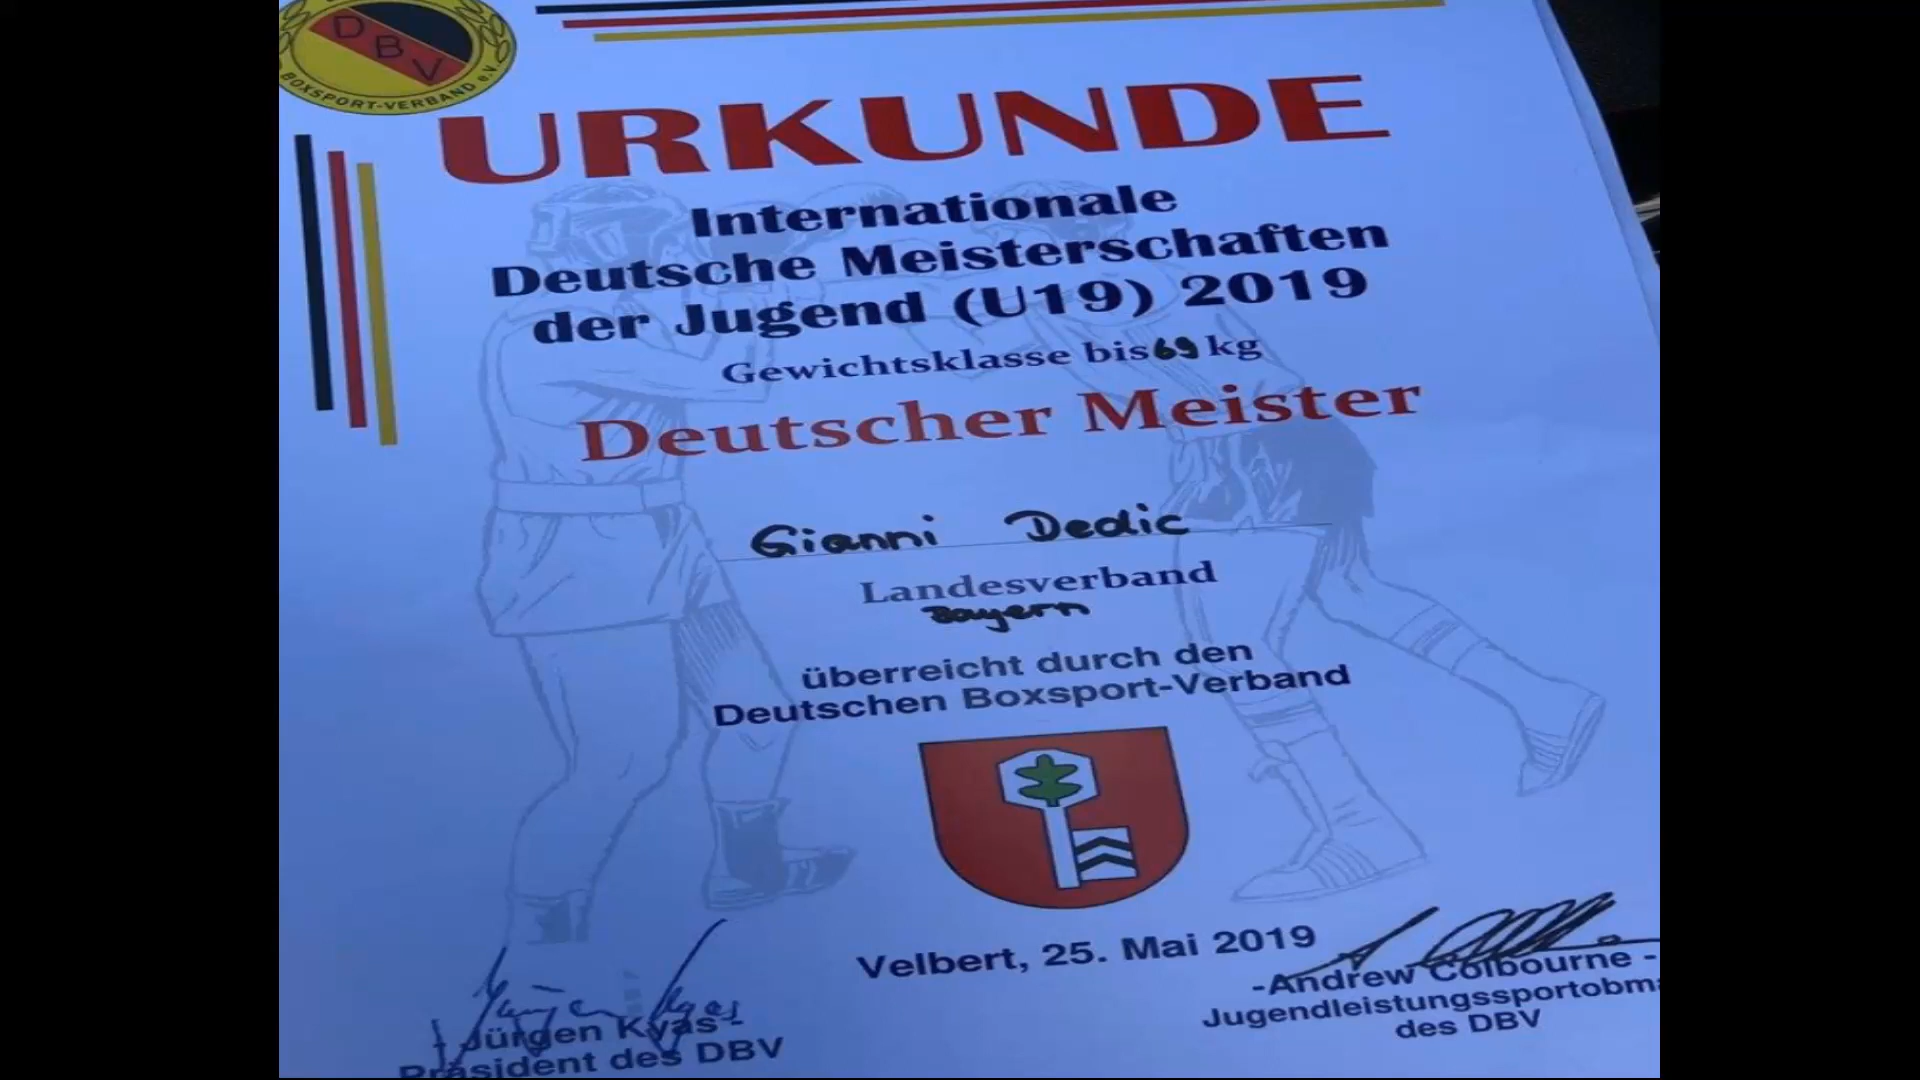 DBV
BOXSPORT-VERBAND e.V.
URKUNDE
Internationale
Deutsche Meisterschaften
der Jugend (U19) 2019
Gewichtsklasse bis 69 kg
Deutscher Meister
Gianni Dedic
Landesverband
Bayern
überreicht durch den
Deutschen Boxsport-Verband
Velbert, 25. Mai 2019
Jürgen Kyas -
Präsident des DBV
-Andrew Colbourne -
Jugendleistungssportobma
des DBV